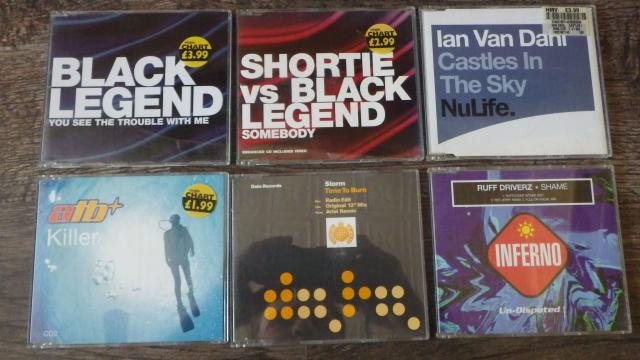 CHART
£3.99
BLACK
LEGEND
YOU SEE THE TROUBLE WITH ME
CHART
£2.99
SHORTIE
vs BLACK
LEGEND
SOMEBODY
ENHANCED CD INCLUDES VIDEO
HMV £3.99
Ian Van Dahl
Castles In
The Sky
NuLife.
CHART
£1.99
atb
Killer
CD2
Data Records
Storm
Time To Burn
Radio Edit
Original 12" Mix
Artei Remix
data
RUFF DRIVERZ • SHAME
INFERNO
Un-Disputed